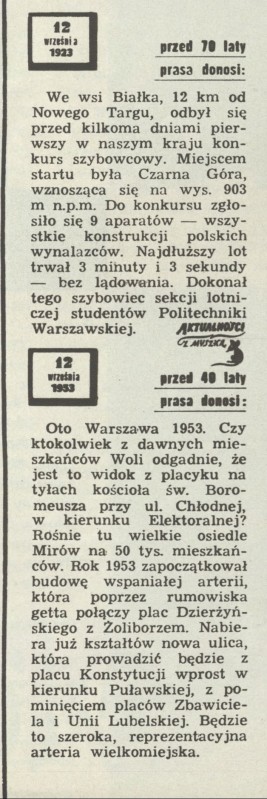 12
września
1923
przed 70 laty
prasa donosi:
We wsi Białka, 12 km od
Nowego Targu, odbył się
przed kilkoma dniami pier-
wszy w naszym kraju kon-
kurs szybowcowy. Miejscem
startu była Czarna Góra,
wznosząca się na wys. 903
m n.p.m. Do konkursu zgło-
siło się 9 aparatów — wszy-
stkie konstrukcji polskich
wynalazców. Najdłuższy lot
trwał 3 minuty i 3 sekundy
— bez lądowania. Dokonał
tego szybowiec sekcji lotni-
czej studentów Politechniki
Warszawskiej.
AKTUALNOŚCI
Z MUSZKĄ
12
września
1953
przed 40 laty
prasa donosi:
Oto Warszawa 1953. Czy
ktokolwiek z dawnych mie-
szkańców Woli odgadnie, że
jest to widok z placyku na
tyłach kościoła św. Boro-
meusza przy ul. Chłodnej,
w kierunku Elektoralnej?
Rośnie tu wielkie osiedle
Mirów na 50 tys. mieszkań-
ców. Rok 1953 zapoczątkował
budowę wspaniałej arterii,
która poprzez rumowiska
getta połączy plac Dzierżyń-
skiego z Żoliborzem. Nabie-
ra już kształtów nowa ulica,
która prowadzić będzie z
placu Konstytucji wprost w
kierunku Puławskiej, z po-
minięciem placów Zbawicie-
la i Unii Lubelskiej. Będzie
to szeroka, reprezentacyjna
arteria wielkomiejska.